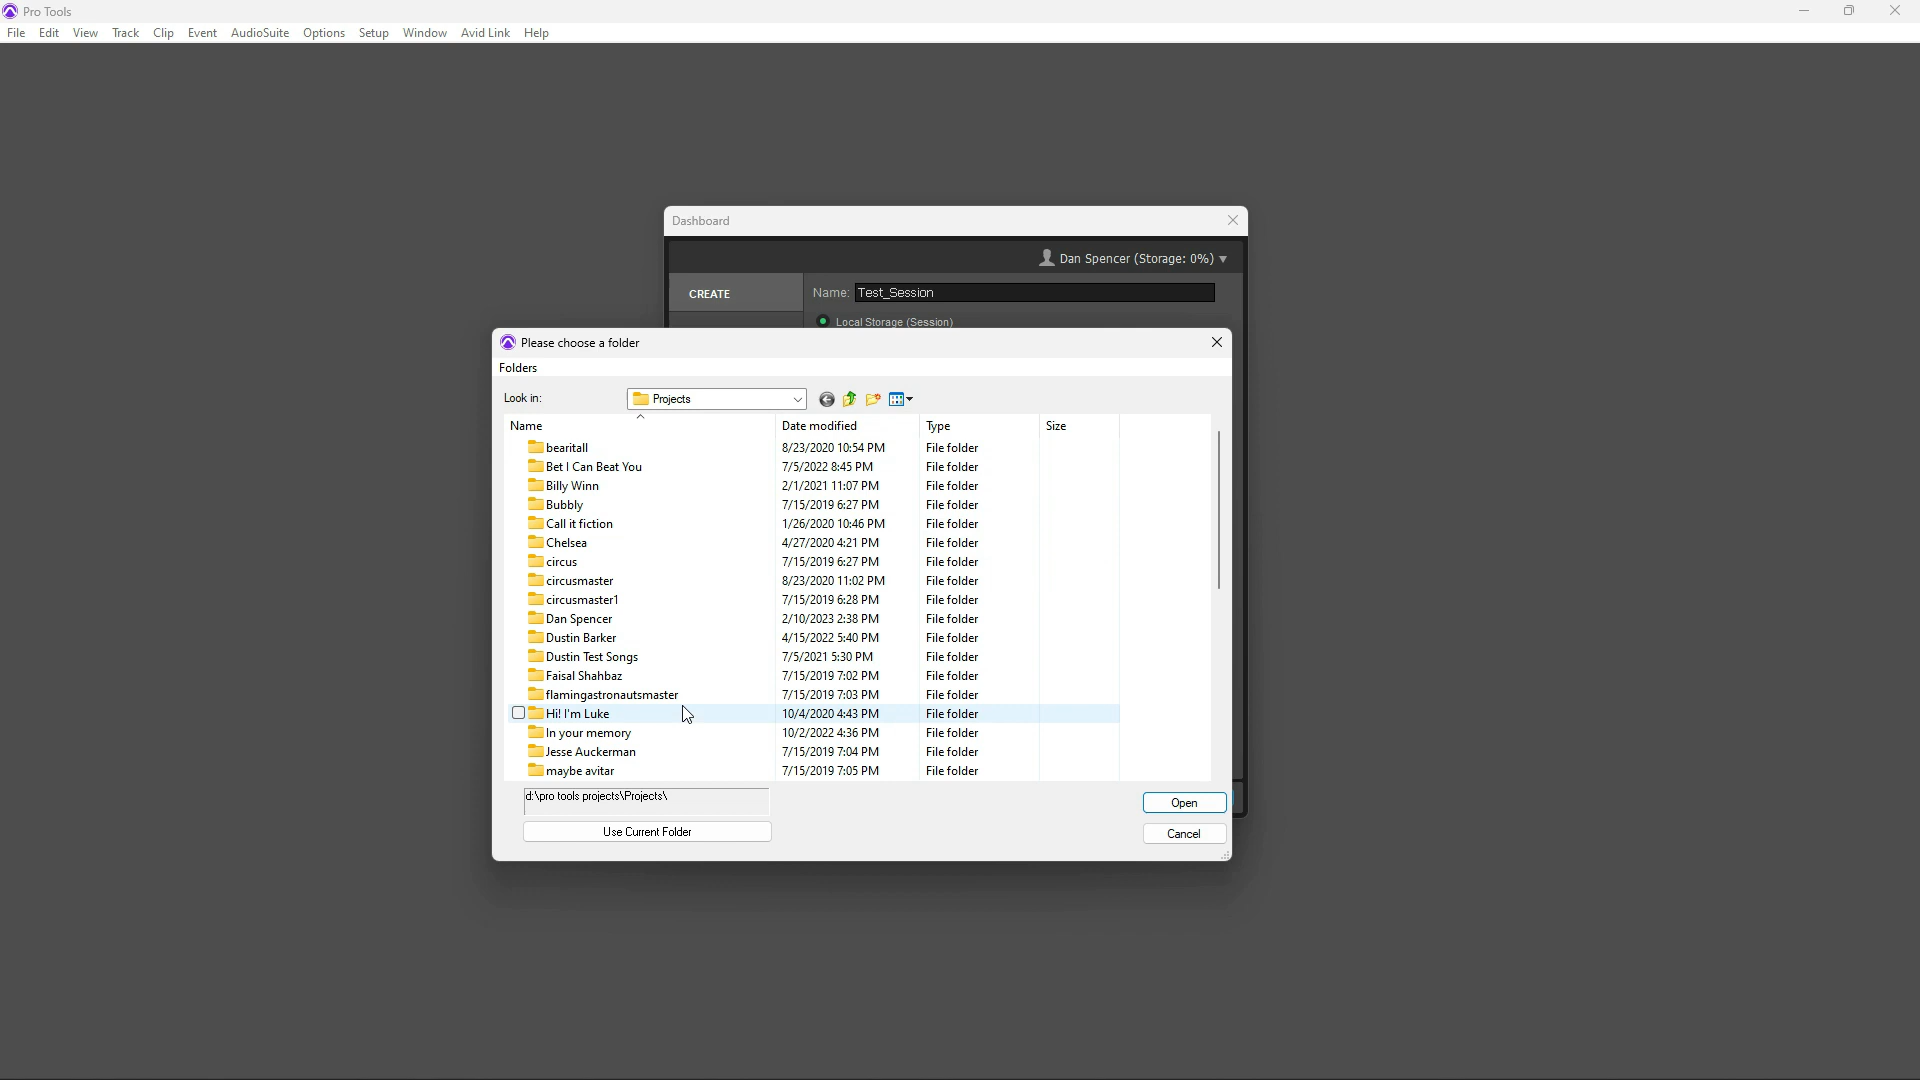 Pro Tools
File Edit View Track Clip Event AudioSuite Options Setup Window Avid Link Help
Dashboard
Dan Spencer (Storage: 0%)
CREATE
Name: Test_Session
Local Storage (Session)
Please choose a folder
Folders
Look in: Projects
Name Date modified Type Size
bearitall 8/23/2020 10:54 PM File folder
Bet I Can Beat You 7/5/2022 8:45 PM File folder
Billy Winn 2/1/2021 11:07 PM File folder
Bubbly 7/15/2019 6:27 PM File folder
Call it fiction 1/26/2020 10:46 PM File folder
Chelsea 4/27/2020 4:21 PM File folder
circus 7/15/2019 6:27 PM File folder
circusmaster 8/23/2020 11:02 PM File folder
circusmaster1 7/15/2019 6:28 PM File folder
Dan Spencer 2/10/2023 2:38 PM File folder
Dustin Barker 4/15/2022 5:40 PM File folder
Dustin Test Songs 7/5/2021 5:30 PM File folder
Faisal Shahbaz 7/15/2019 7:02 PM File folder
flamingastronautsmaster 7/15/2019 7:03 PM File folder
Hi! I'm Luke 10/4/2020 4:43 PM File folder
In your memory 10/2/2022 4:36 PM File folder
Jesse Auckerman 7/15/2019 7:04 PM File folder
maybe avitar 7/15/2019 7:05 PM File folder
d:\pro tools projects\Projects\
Open
Use Current Folder
Cancel